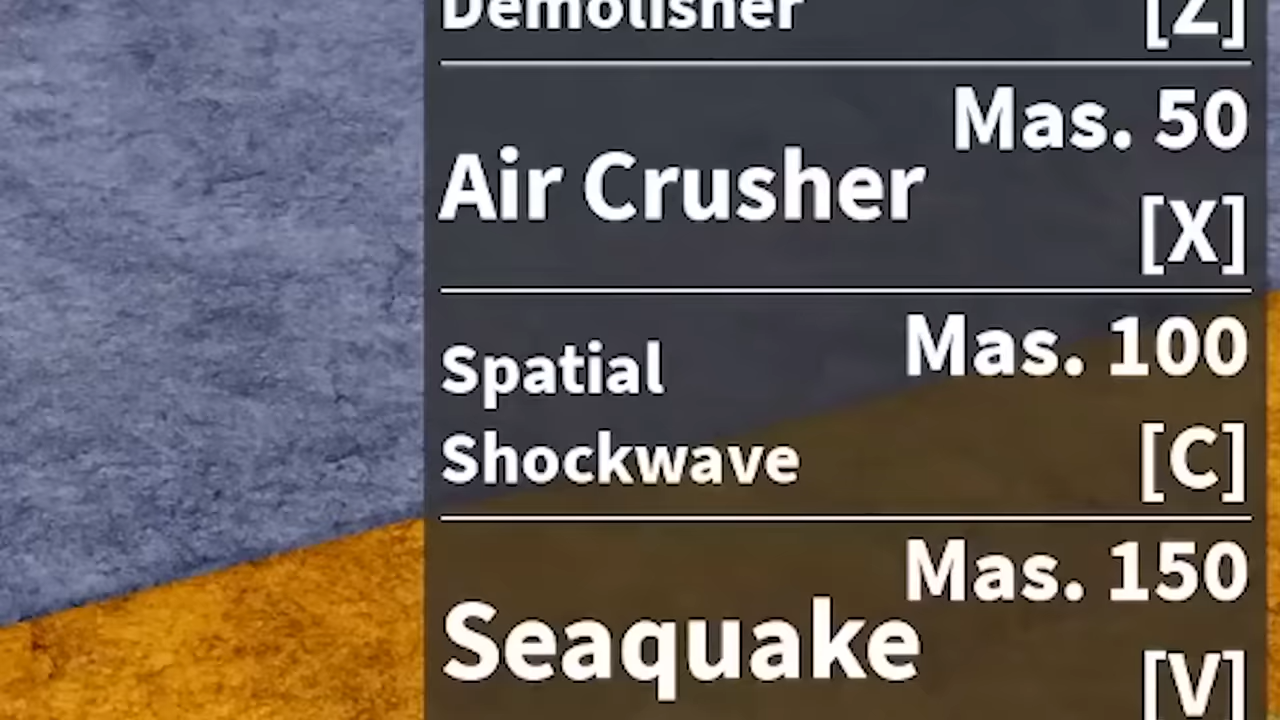 Demolisher [Z]
Mas. 50
Air Crusher
[X]
Mas. 100
Spatial
Shockwave
[C]
Mas. 150
Seaquake
[V]